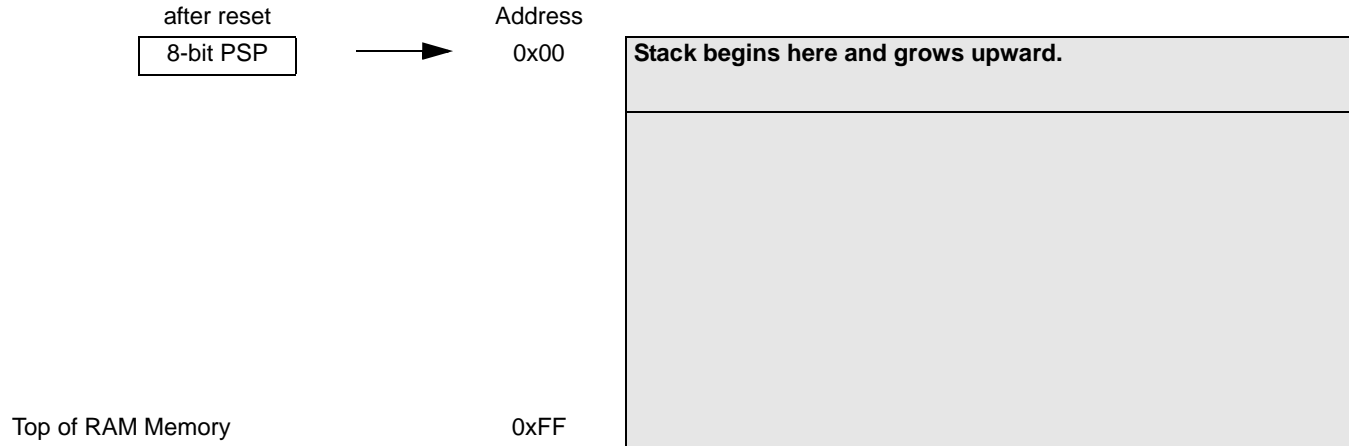 after reset Address
8-bit PSP 0x00 Stack begins here and grows upward.
Top of RAM Memory 0xFF